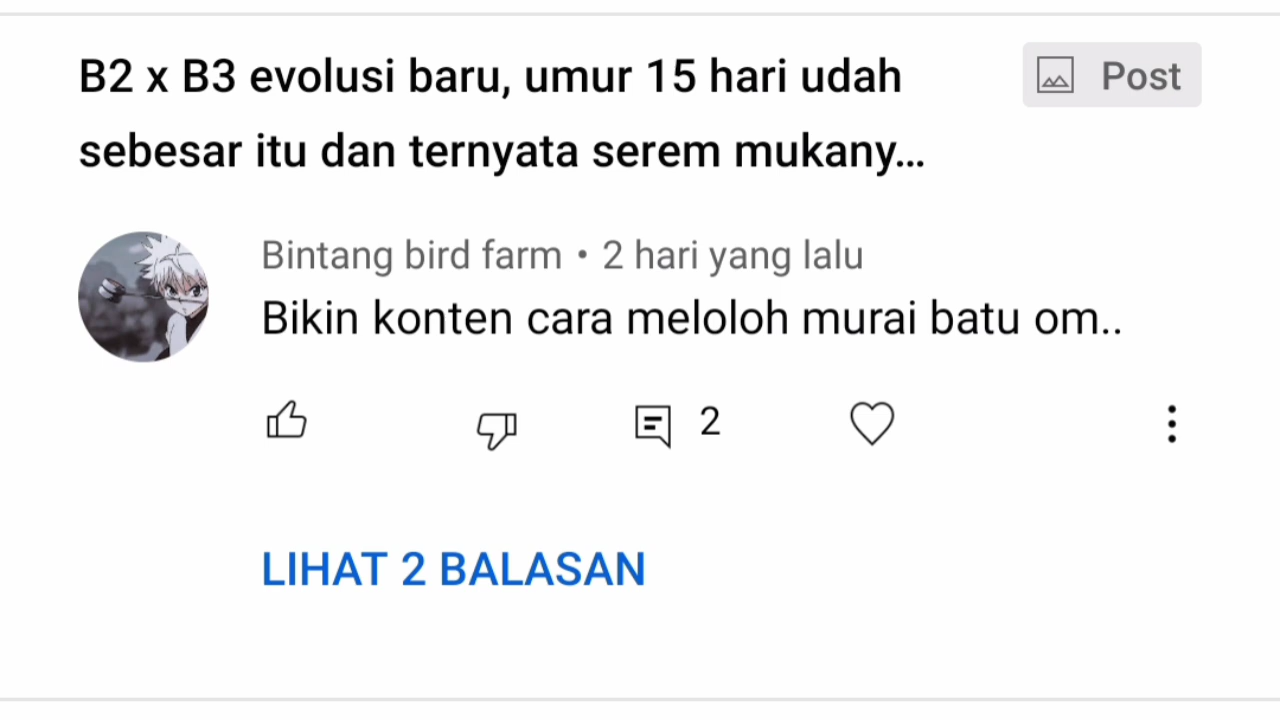 B2 x B3 evolusi baru, umur 15 hari udah
sebesar itu dan ternyata serem mukany...
Post
Bintang bird farm • 2 hari yang lalu
Bikin konten cara meloloh murai batu om..
2
LIHAT 2 BALASAN